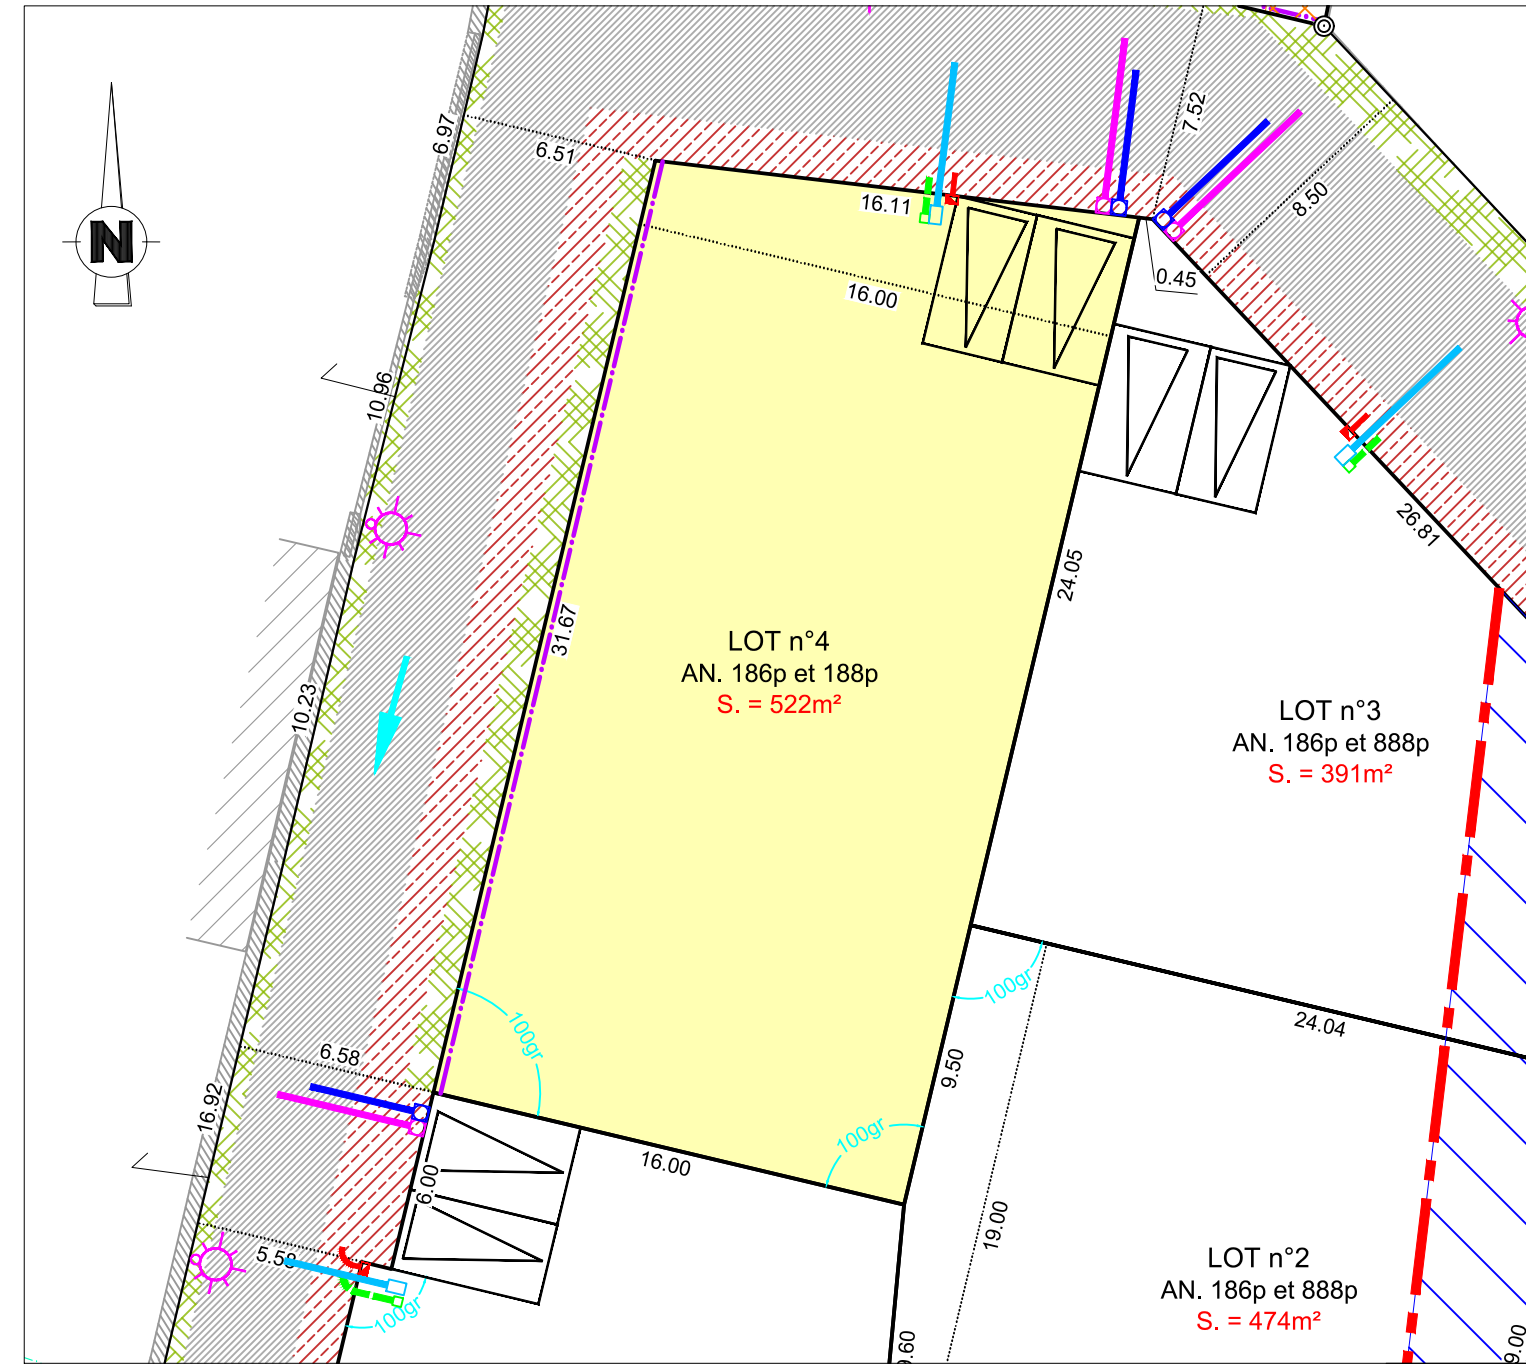 6.97
6.51
7.52
8.50
N
16.11
16.00
0.45
10.96
26.81
24.05
31.67
LOT n°4
AN. 186p et 188p
S. = 522m²
10.23
LOT n°3
AN. 186p et 888p
S. = 391m²
100gr
100gr
24.04
6.58
9.50
16.92
100gr
16.00
6.00
19.00
5.58
LOT n°2
AN. 186p et 888p
S. = 474m²
100gr
9.00